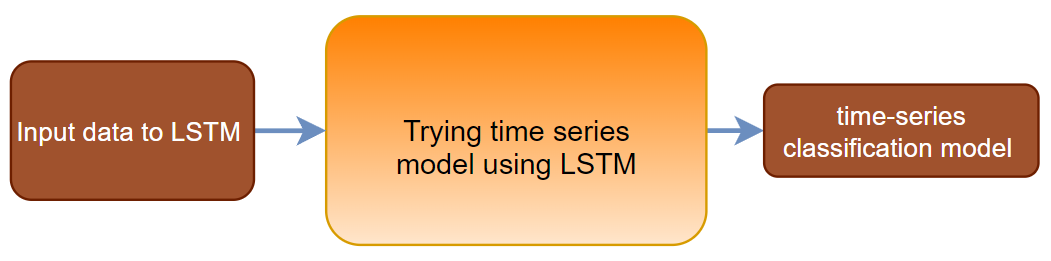 Input data to LSTM
Trying time series
model using LSTM
time-series
classification model